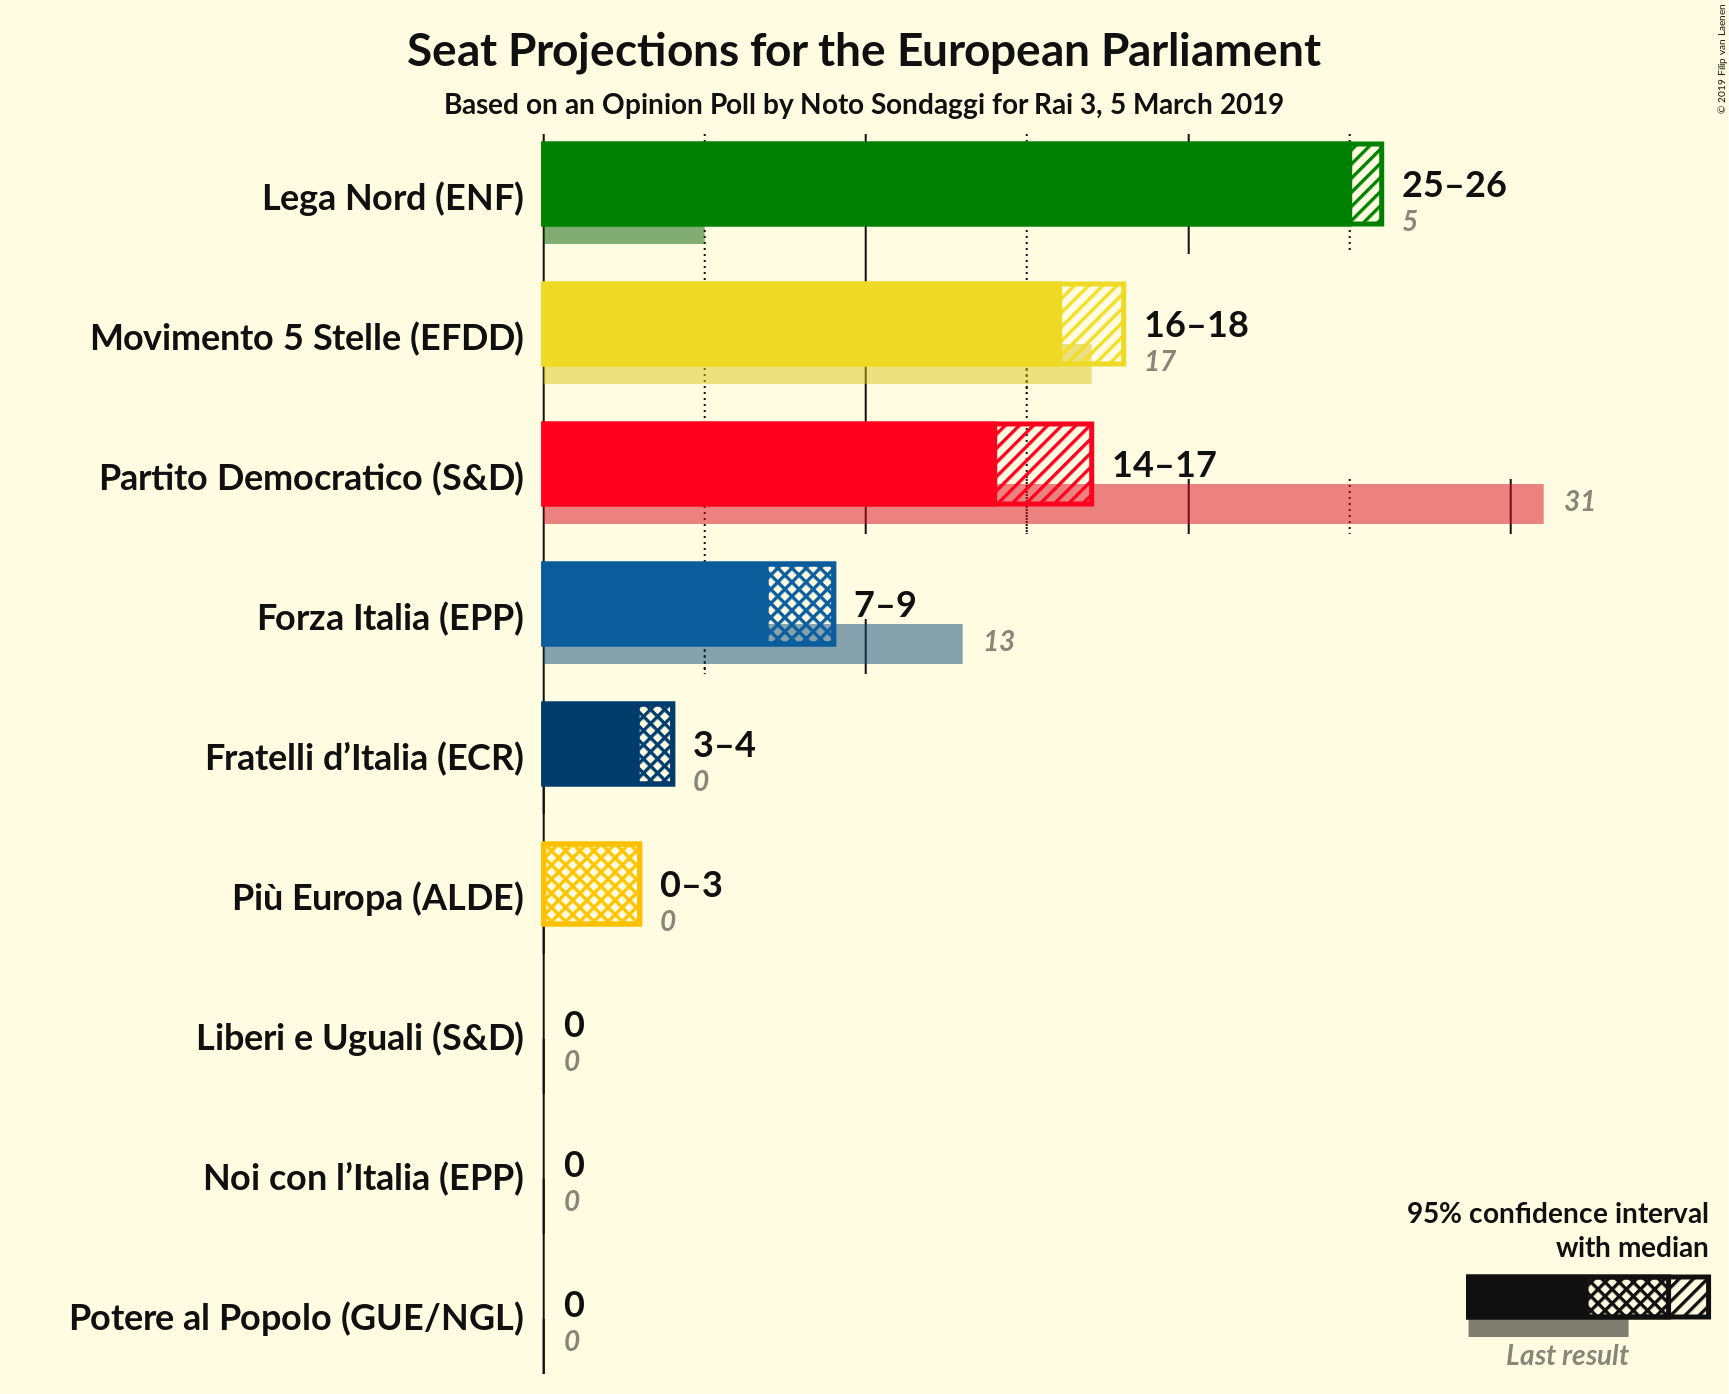 Seat Projections for the European Parliament
Based on an Opinion Poll by Noto Sondaggi for Rai 3, 5 March 2019
© 2019 Filip van Laenen
Lega Nord (ENF)
25–26
5
Movimento 5 Stelle (EFDD)
16–18
17
Partito Democratico (S&D)
14–17
31
Forza Italia (EPP)
7–9
13
Fratelli d’Italia (ECR)
3–4
0
Più Europa (ALDE)
0–3
0
Liberi e Uguali (S&D)
0
0
Noi con l’Italia (EPP)
0
0
Potere al Popolo (GUE/NGL)
0
0
95% confidence interval
with median
Last result